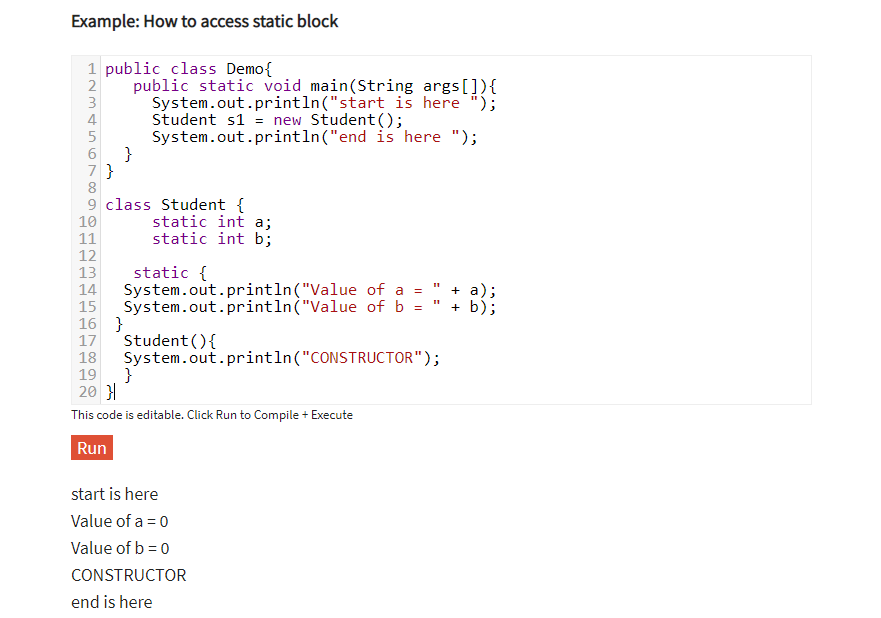 Example: How to access static block
1 public class Demo{
2 public static void main(String args[]){
3 System.out.println("start is here ");
4 Student s1 = new Student();
5 System.out.println("end is here ");
6 }
7 }
8
9 class Student {
10 static int a;
11 static int b;
12
13 static {
14 System.out.println("Value of a = " + a);
15 System.out.println("Value of b = " + b);
16 }
17 Student(){
18 System.out.println("CONSTRUCTOR");
19 }
20 }
This code is editable. Click Run to Compile + Execute
Run
start is here
Value of a = 0
Value of b = 0
CONSTRUCTOR
end is here